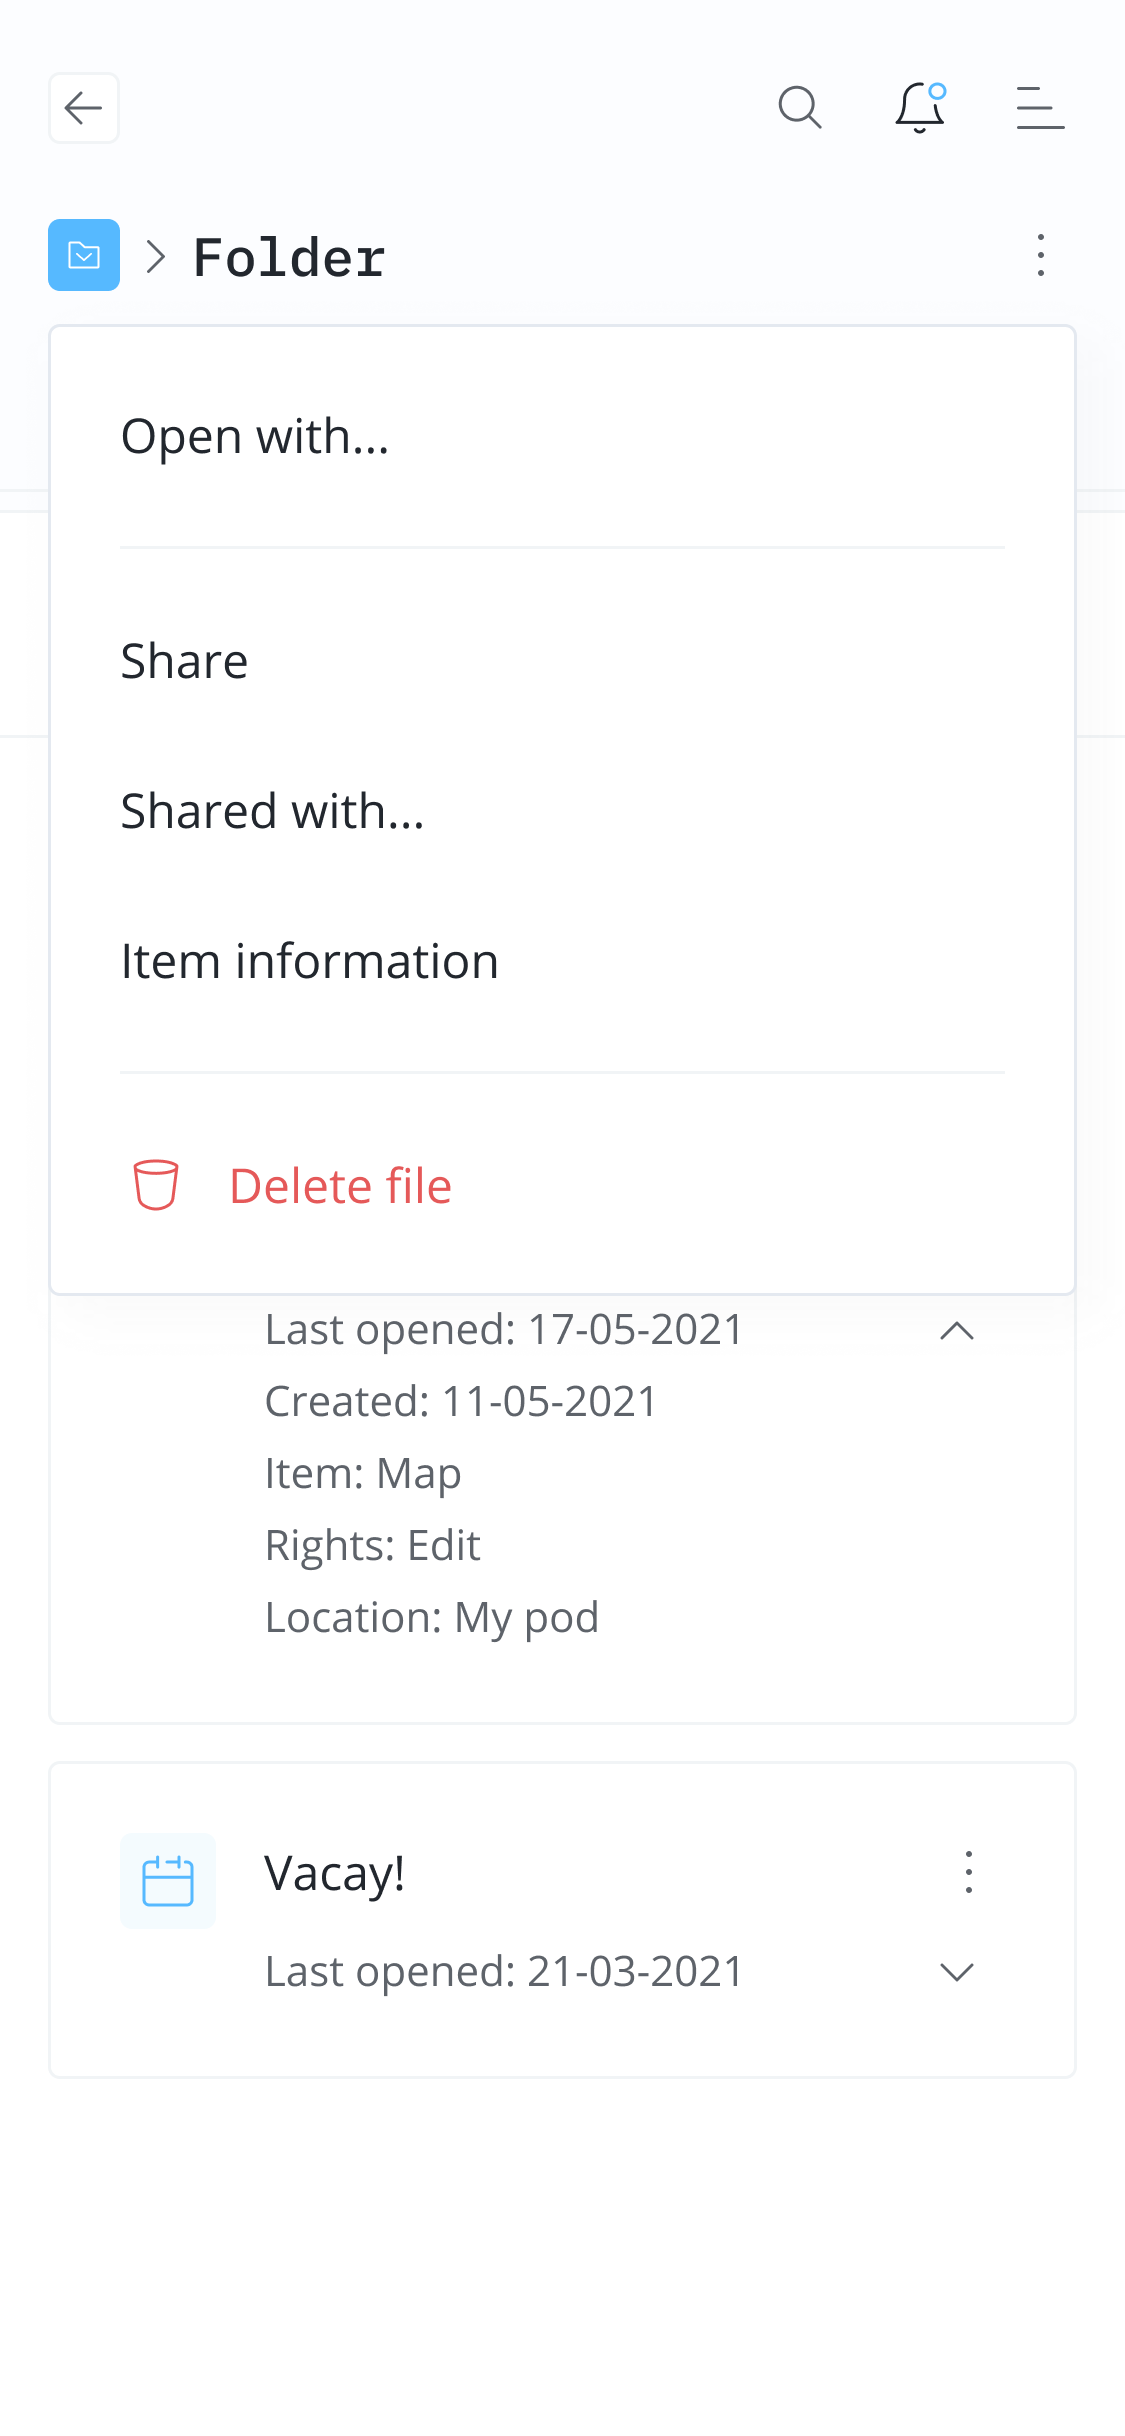 Folder
Open with...
Share
Shared with...
Item information
Delete file
Last opened: 17-05-2021
Created: 11-05-2021
Item: Map
Rights: Edit
Location: My pod
Vacay!
Last opened: 21-03-2021